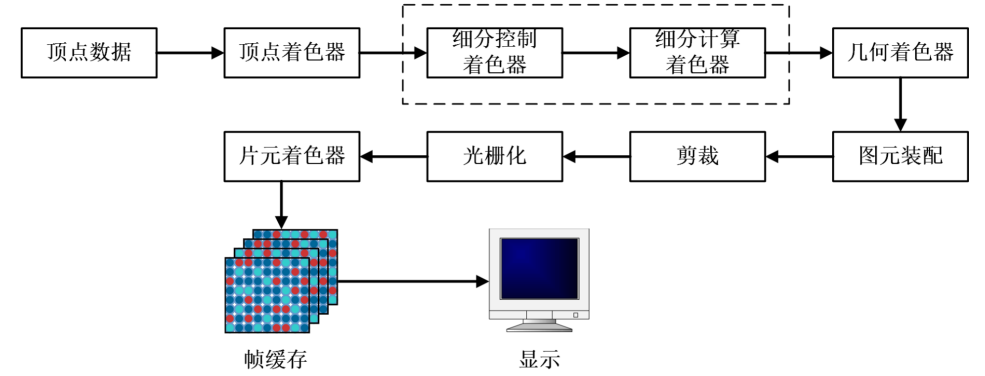 顶点数据
顶点着色器
细分控制
着色器
细分计算
着色器
几何着色器
图元装配
剪裁
光栅化
片元着色器
帧缓存
显示